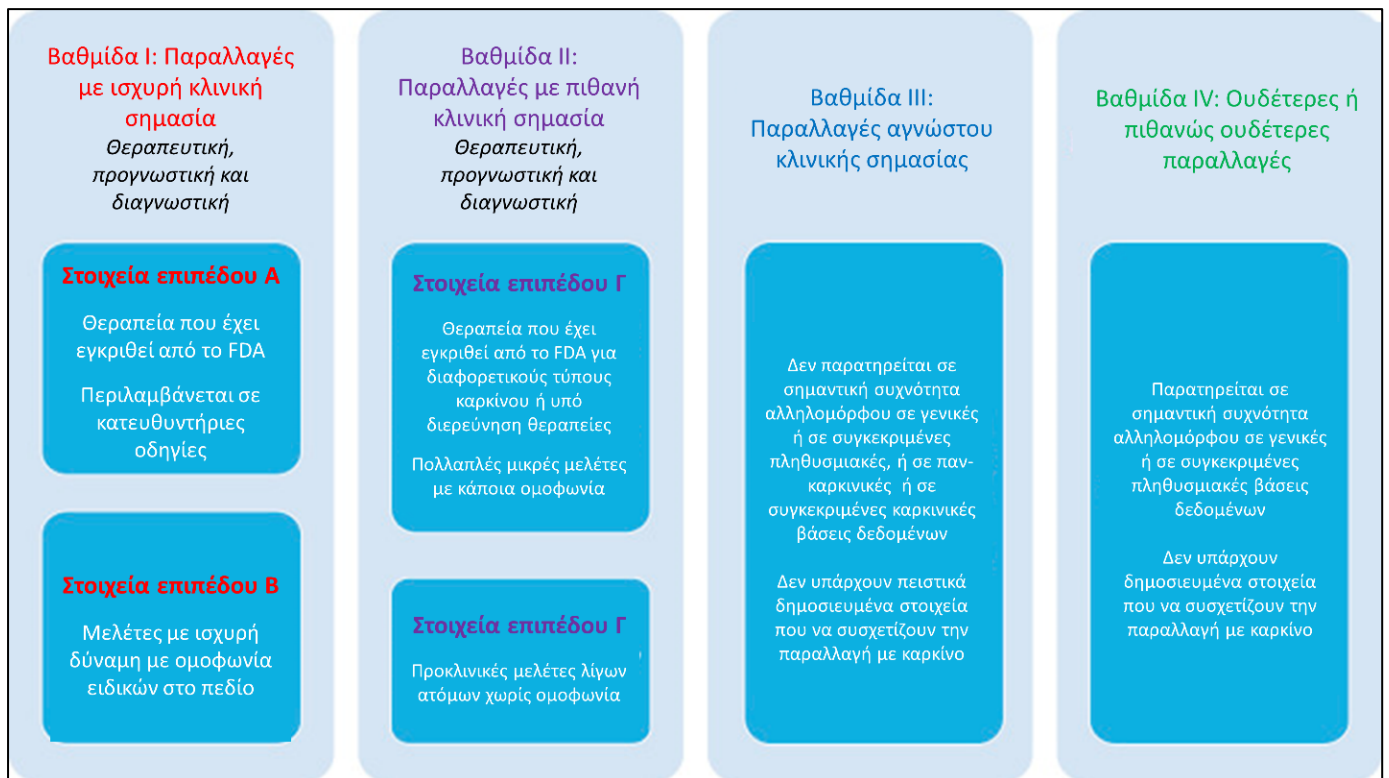 Βαθμίδα I: Παραλλαγές
με ισχυρή κλινική
σημασία
Θεραπευτική,
προγνωστική και
διαγνωστική
Στοιχεία επιπέδου Α
Θεραπεία που έχει
εγκριθεί από το FDA
Περιλαμβάνεται σε
κατευθυντήριες
οδηγίες
Στοιχεία επιπέδου Β
Μελέτες με ισχυρή
δύναμη με ομοφωνία
ειδικών στο πεδίο
Βαθμίδα II:
Παραλλαγές με πιθανή
κλινική σημασία
Θεραπευτική,
προγνωστική και
διαγνωστική
Στοιχεία επιπέδου Γ
Θεραπεία που έχει
εγκριθεί από το FDA για
διαφορετικούς τύπους
καρκίνου ή υπό
διερεύνηση θεραπείες
Πολλαπλές μικρές μελέτες
με κάποια ομοφωνία
Στοιχεία επιπέδου Γ
Προκλινικές μελέτες λίγων
ατόμων χωρίς ομοφωνία
Βαθμίδα III:
Παραλλαγές αγνώστου
κλινικής σημασίας
Δεν παρατηρείται σε
σημαντική συχνότητα
αλληλομόρφου σε γενικές
ή σε συγκεκριμένες
πληθυσμιακές, ή σε παν-
καρκινικές ή σε
συγκεκριμένες καρκινικές
βάσεις δεδομένων
Δεν υπάρχουν πειστικά
δημοσιευμένα στοιχεία
που να συσχετίζουν την
παραλλαγή με καρκίνο
Βαθμίδα IV: Ουδέτερες ή
πιθανώς ουδέτερες
παραλλαγές
Παρατηρείται σε
σημαντική συχνότητα
αλληλομόρφου σε γενικές
ή σε συγκεκριμένες
πληθυσμιακές βάσεις
δεδομένων
Δεν υπάρχουν
δημοσιευμένα στοιχεία
που να συσχετίζουν την
παραλλαγή με καρκίνο